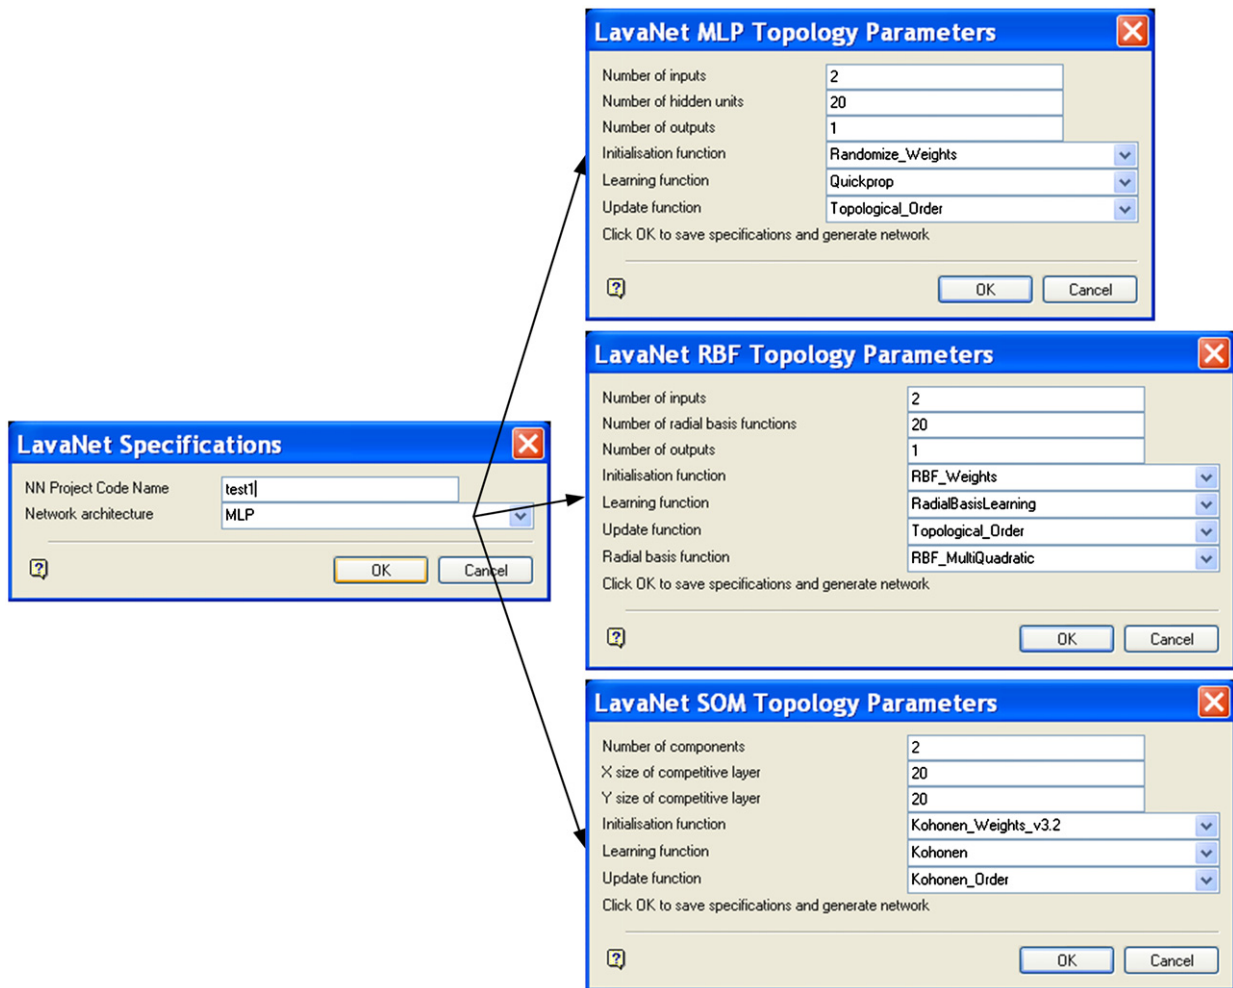 LavaNet MLP Topology Parameters
Number of inputs 2
Number of hidden units 20
Number of outputs 1
Initialisation function Randomize_Weights
Learning function Quickprop
Update function Topological_Order
Click OK to save specifications and generate network
OK Cancel
LavaNet Specifications
NN Project Code Name test1
Network architecture MLP
OK Cancel
LavaNet RBF Topology Parameters
Number of inputs 2
Number of radial basis functions 20
Number of outputs 1
Initialisation function RBF_Weights
Learning function RadialBasisLearning
Update function Topological_Order
Radial basis function RBF_MultiQuadratic
Click OK to save specifications and generate network
OK Cancel
LavaNet SOM Topology Parameters
Number of components 2
X size of competitive layer 20
Y size of competitive layer 20
Initialisation function Kohonen_Weights_v3.2
Learning function Kohonen
Update function Kohonen_Order
Click OK to save specifications and generate network
OK Cancel